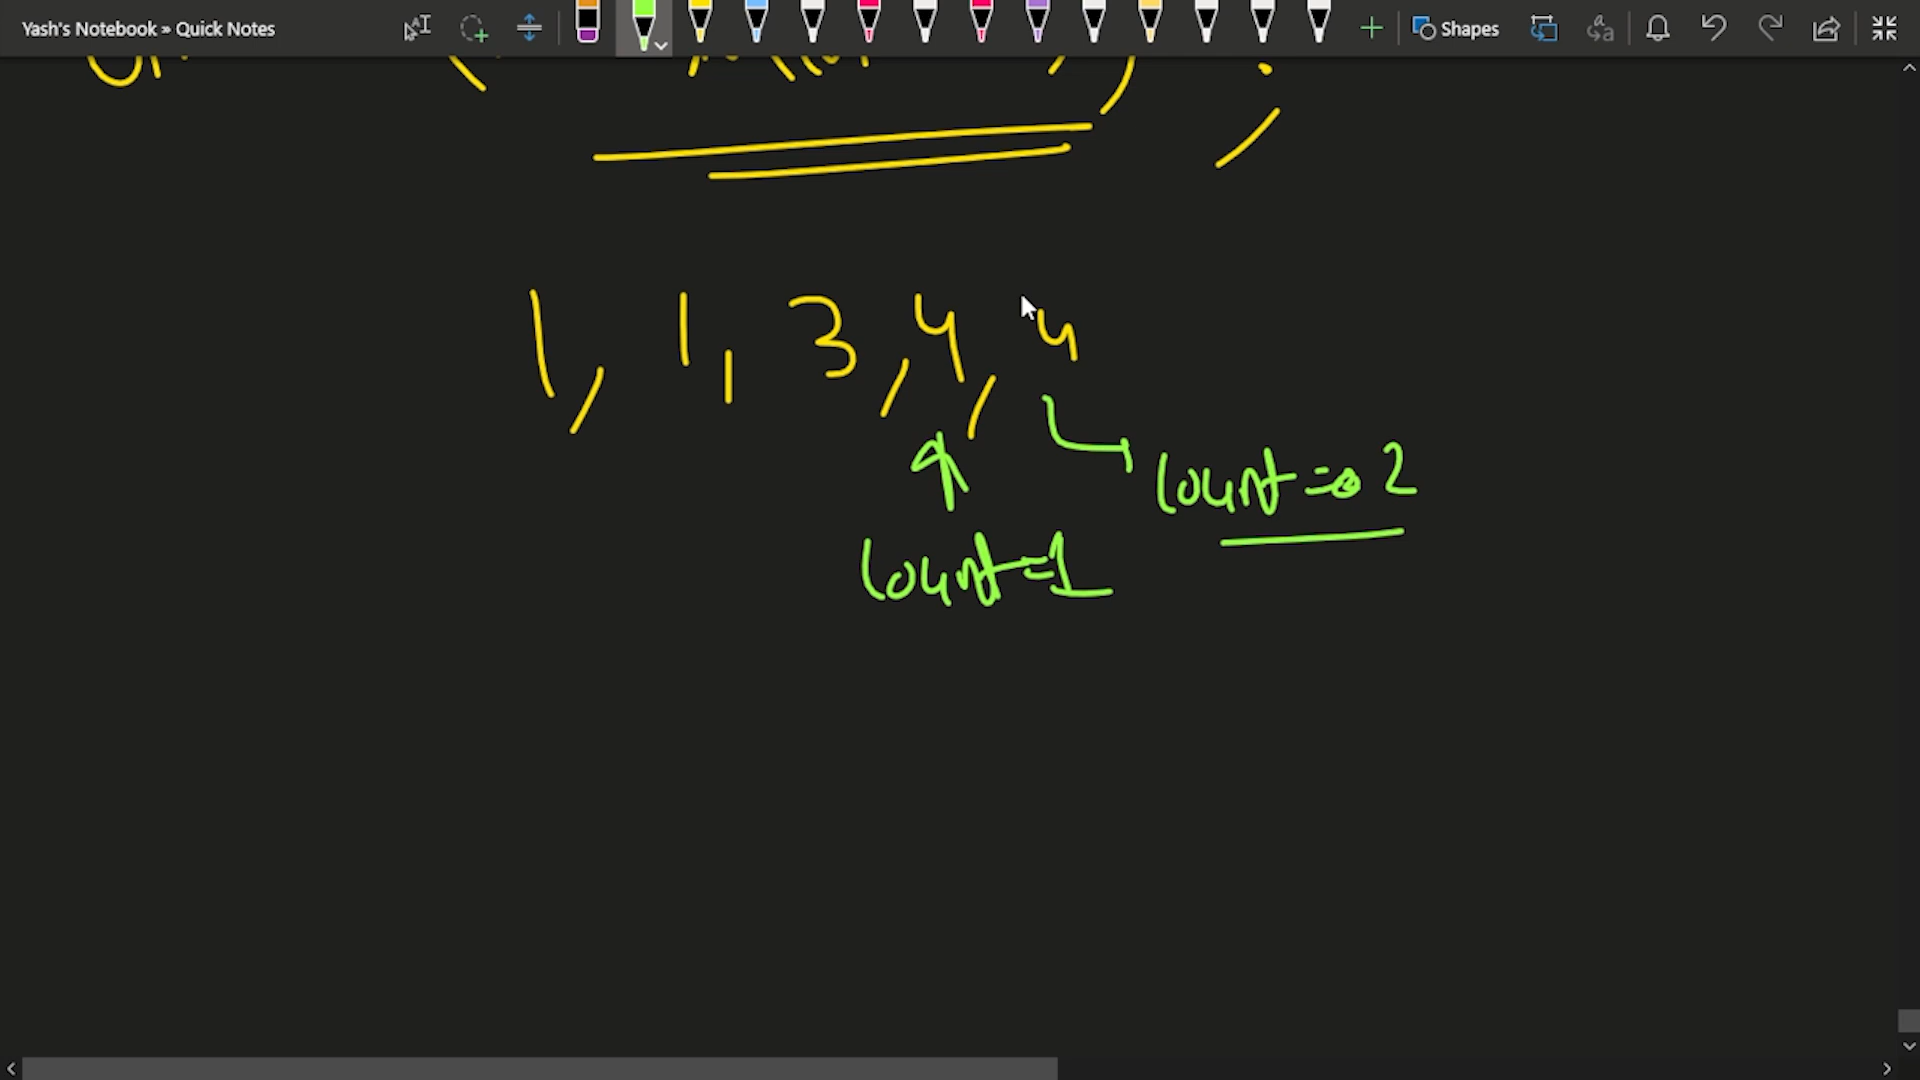 Yash's Notebook » Quick Notes
Shapes
1, 1, 3, 4, 4
count = 2
count = 1